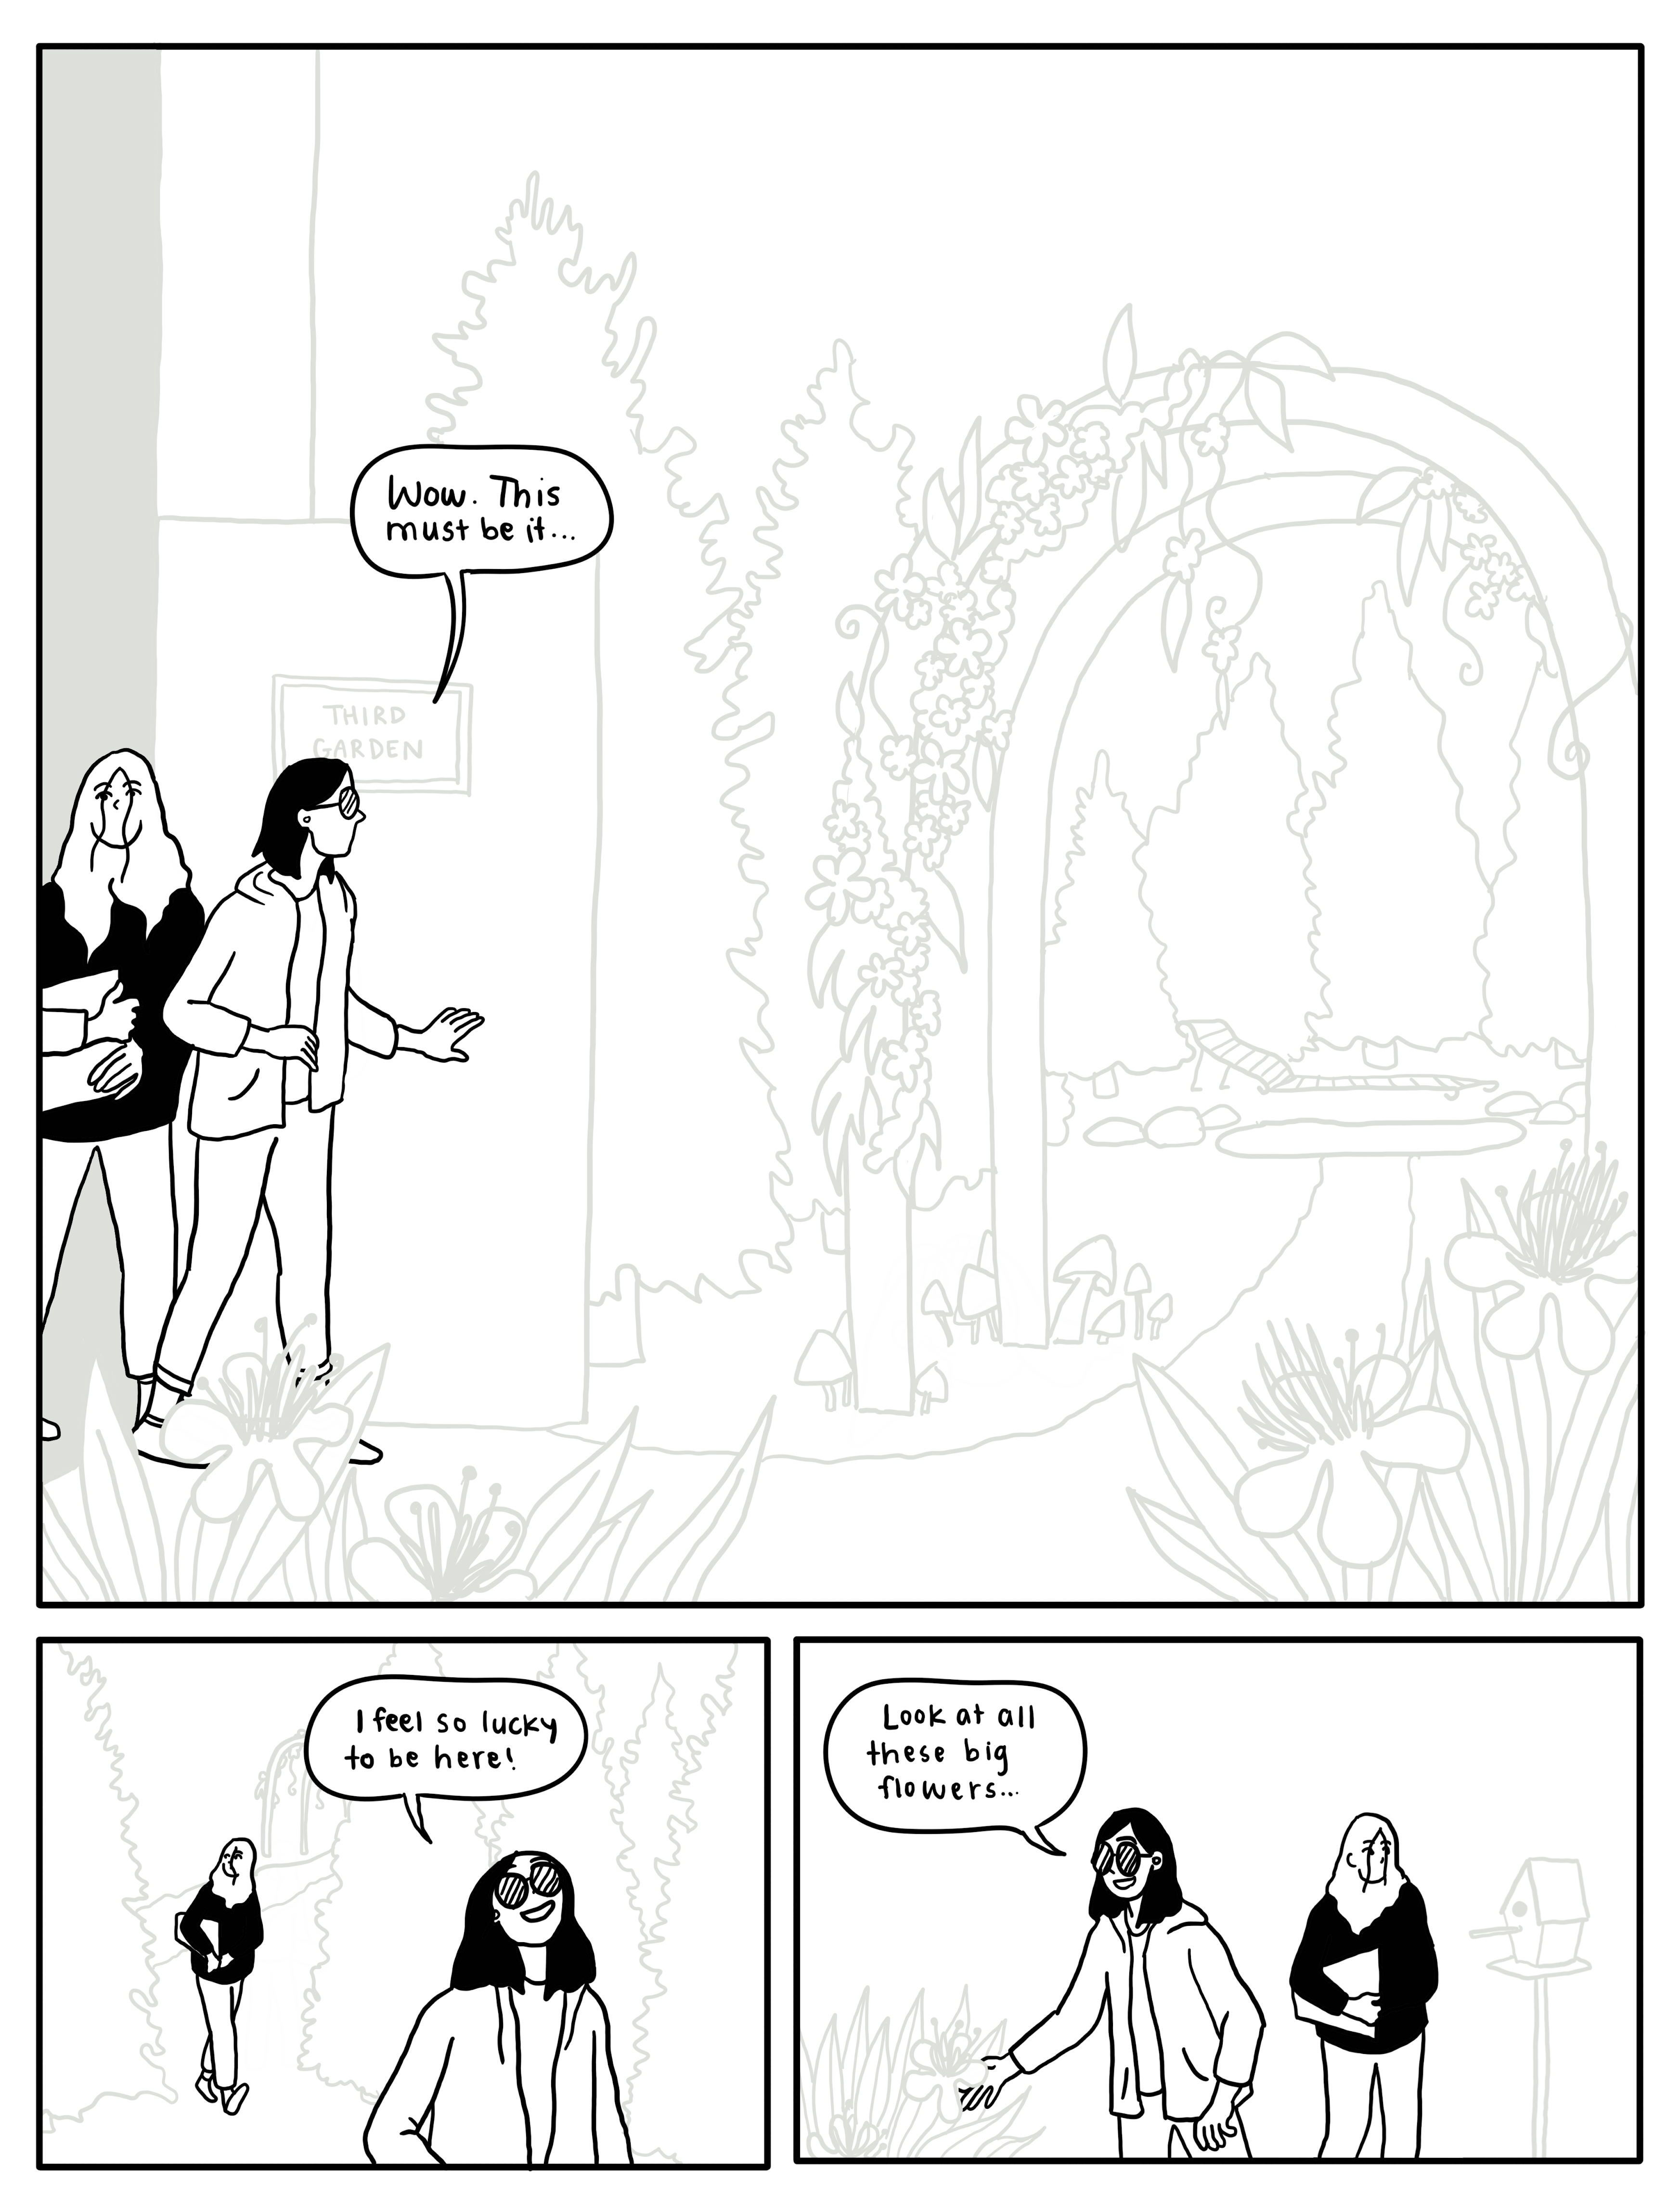 Wow. This
must be it...
THIRD
GARDEN
I feel so lucky
to be here!
Look at all
these big
flowers...